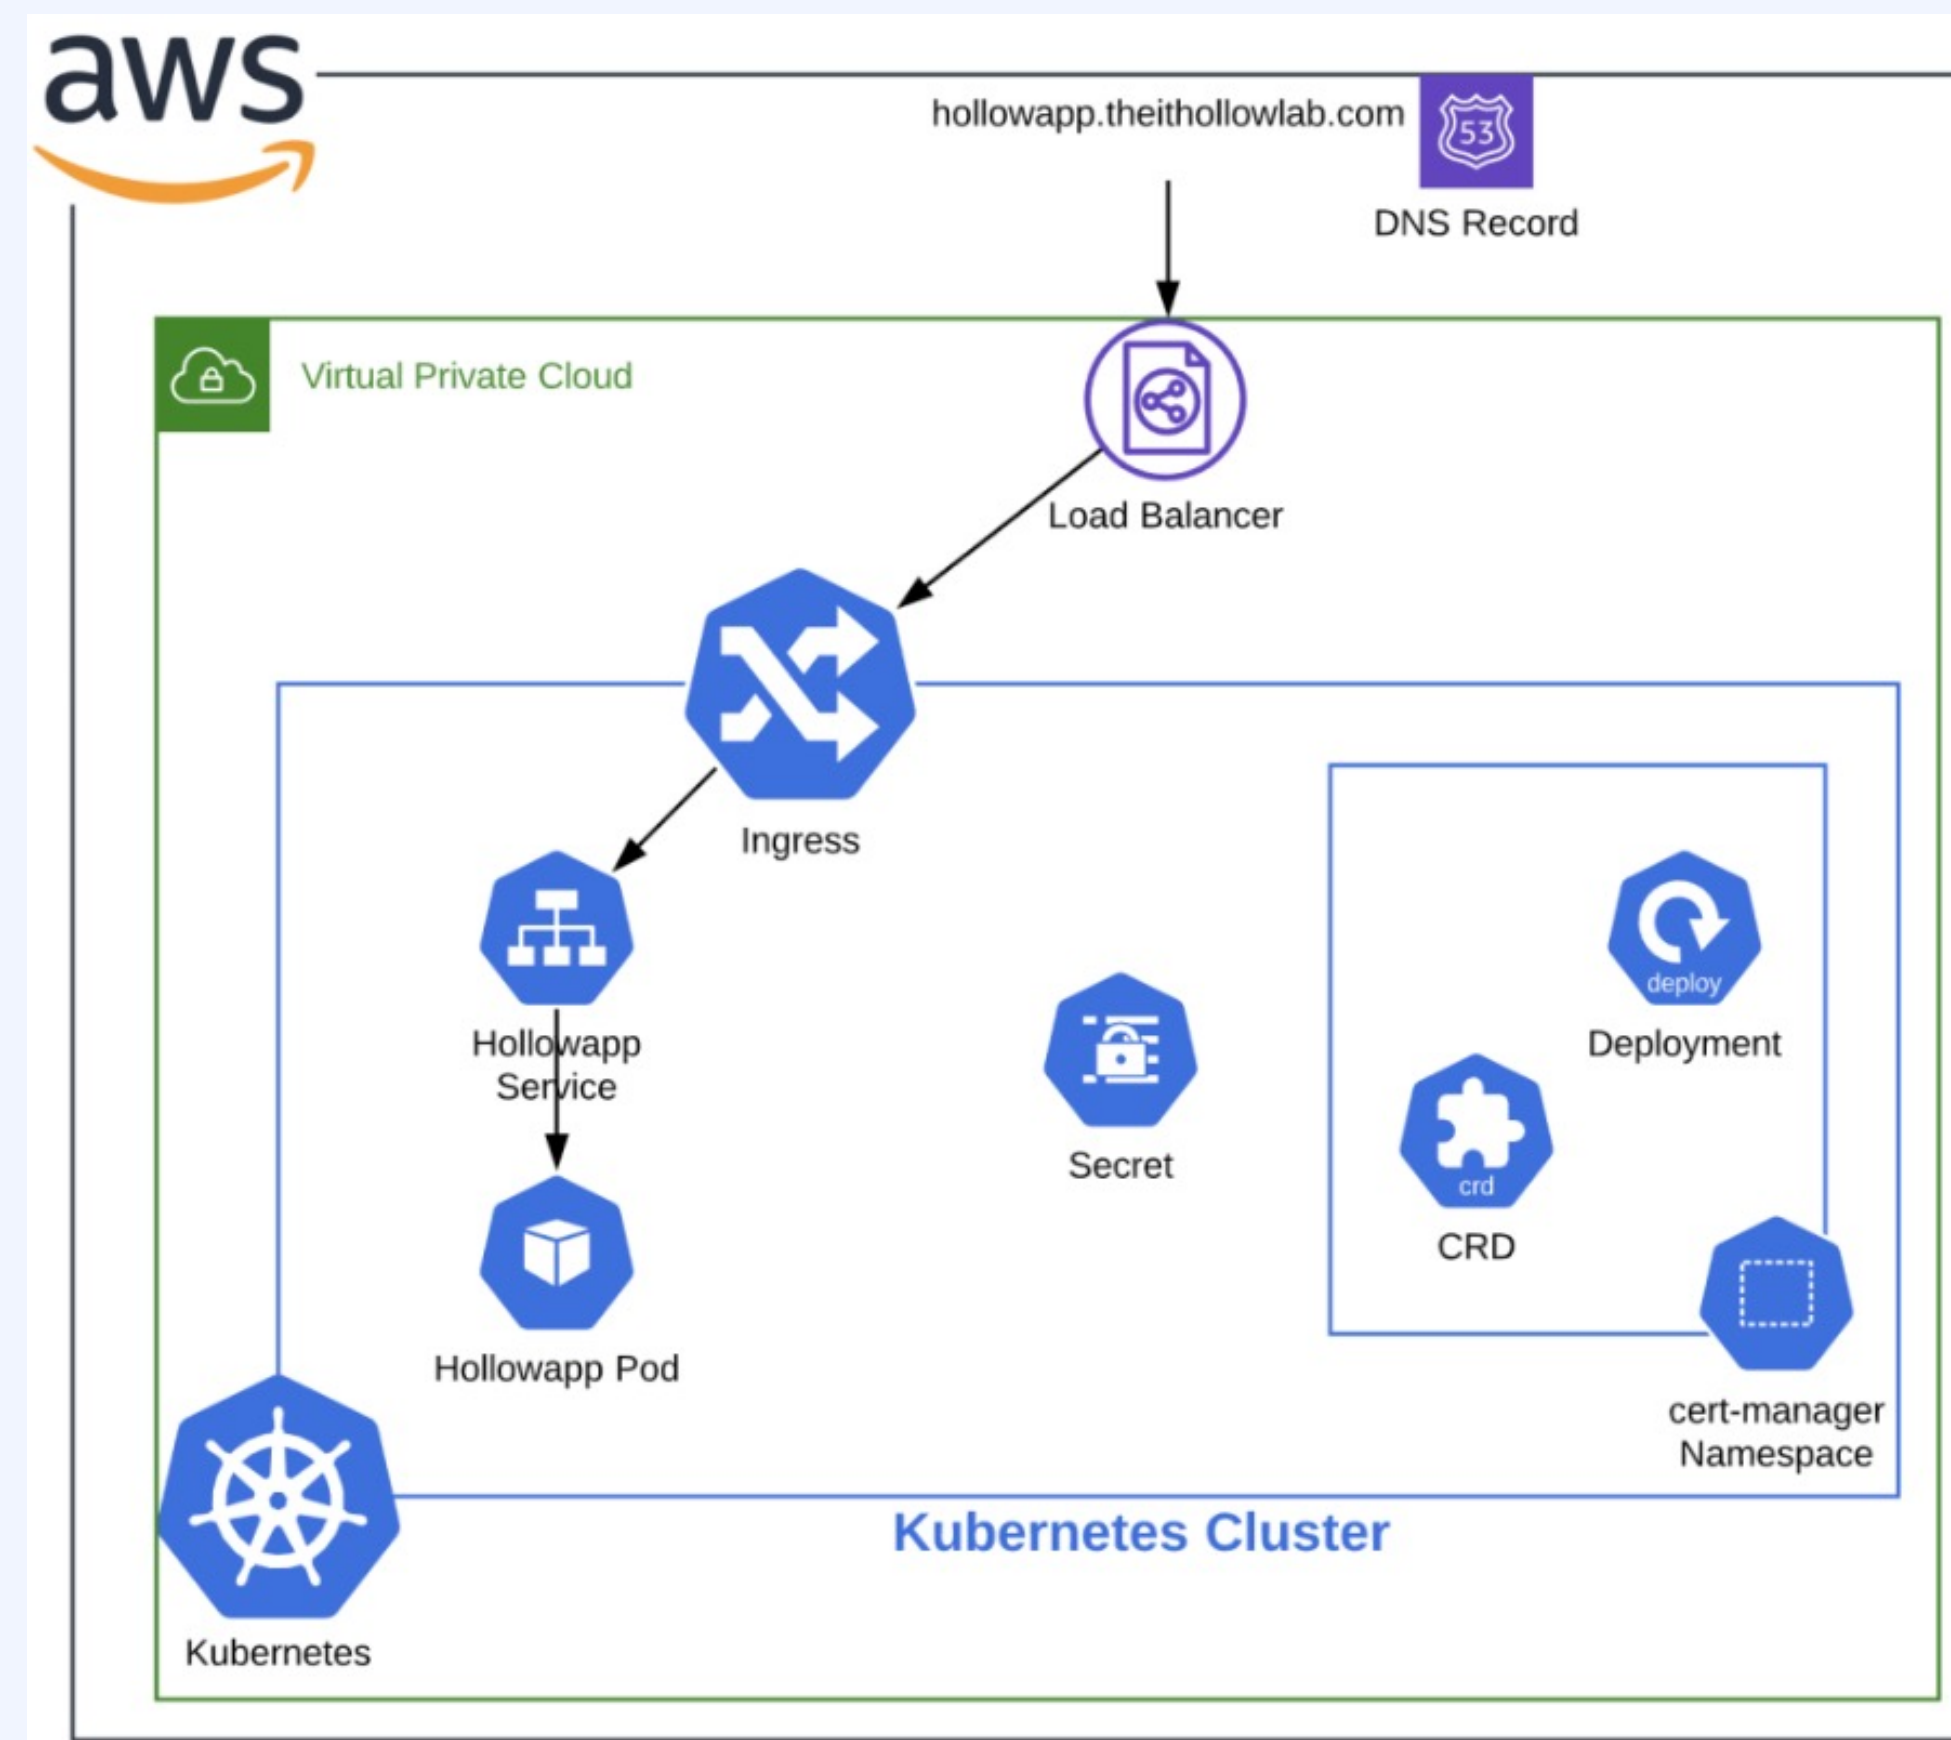 aws
hollowapp.theithollowlab.com
53
DNS Record
Virtual Private Cloud
Load Balancer
Ingress
Hollowapp
Service
deploy
Deployment
Secret
crd
CRD
Hollowapp Pod
cert-manager
Namespace
Kubernetes Cluster
Kubernetes